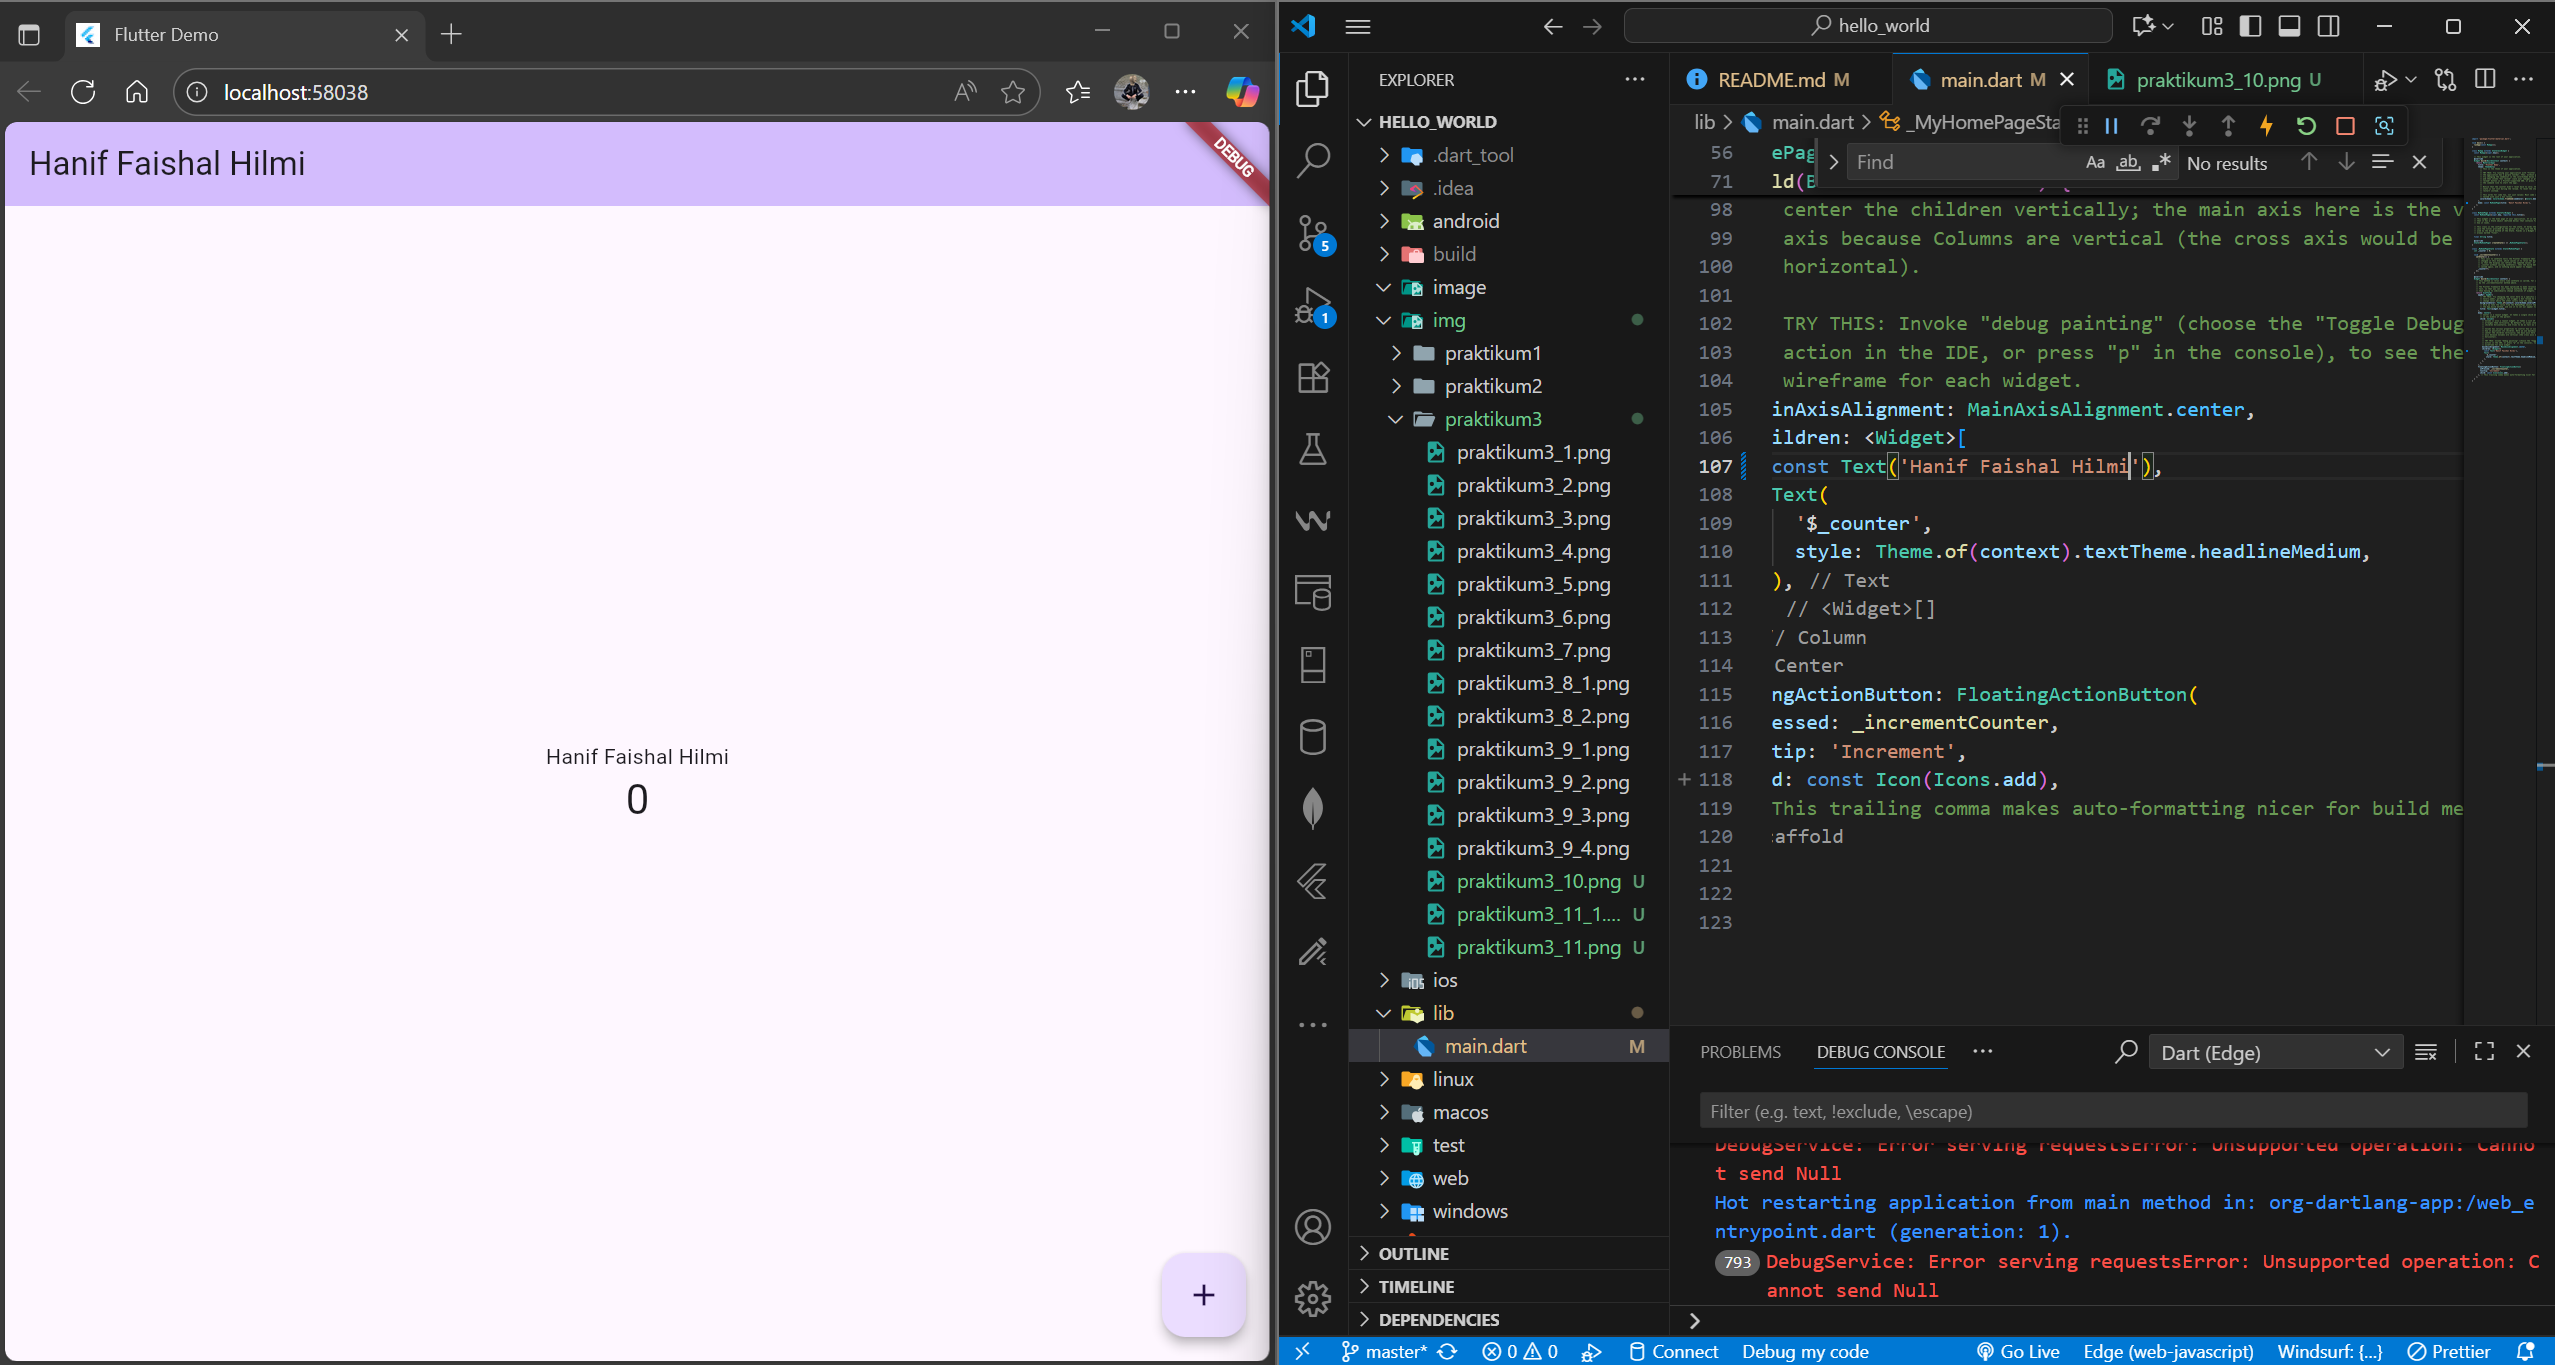 Flutter Demo
localhost:58038
Hanif Faishal Hilmi
DEBUG
Hanif Faishal Hilmi
0
+
hello_world
EXPLORER
HELLO_WORLD
.dart_tool
.idea
android
build
image
img
praktikum1
praktikum2
praktikum3
praktikum3_1.png
praktikum3_2.png
praktikum3_3.png
praktikum3_4.png
praktikum3_5.png
praktikum3_6.png
praktikum3_7.png
praktikum3_8_1.png
praktikum3_8_2.png
praktikum3_9_1.png
praktikum3_9_2.png
praktikum3_9_3.png
praktikum3_9_4.png
praktikum3_10.png U
praktikum3_11_1.... U
praktikum3_11.png U
ios
lib
main.dart M
linux
macos
test
web
windows
OUTLINE
TIMELINE
DEPENDENCIES
5
1
README.md M
main.dart M
praktikum3_10.png U
lib > main.dart > _MyHomePageSta
Find
Aa ab .*
No results
56 ePag
71 ld(B
98 center the children vertically; the main axis here is the v
99 axis because Columns are vertical (the cross axis would be
100 horizontal).
101
102 TRY THIS: Invoke "debug painting" (choose the "Toggle Debug
103 action in the IDE, or press "p" in the console), to see the
104 wireframe for each widget.
105 inAxisAlignment: MainAxisAlignment.center,
106 ildren: <Widget>[
107 const Text('Hanif Faishal Hilmi'),
108 Text(
109 '$_counter',
110 style: Theme.of(context).textTheme.headlineMedium,
111 ), // Text
112 // <Widget>[]
113 / Column
114 Center
115 ngActionButton: FloatingActionButton(
116 essed: _incrementCounter,
117 tip: 'Increment',
118 d: const Icon(Icons.add),
119 This trailing comma makes auto-formatting nicer for build me
120 affold
121
122
123
PROBLEMS
DEBUG CONSOLE
Dart (Edge)
Filter (e.g. text, !exclude, \escape)
DebugService: Error serving requestsError: Unsupported operation: Canno
t send Null
Hot restarting application from main method in: org-dartlang-app:/web_e
ntrypoint.dart (generation: 1).
793 DebugService: Error serving requestsError: Unsupported operation: C
annot send Null
master*
0 0
Connect
Debug my code
Go Live
Edge (web-javascript)
Windsurf: {...}
Prettier